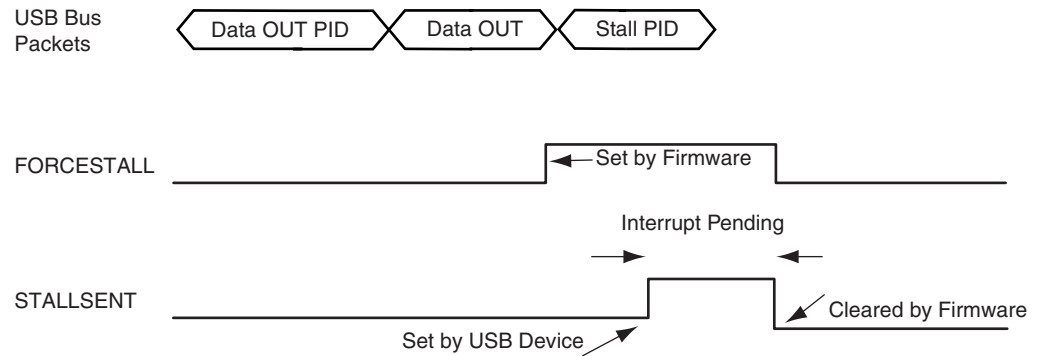 USB Bus
Packets
Data OUT PID
Data OUT
Stall PID
FORCESTALL
Set by Firmware
Interrupt Pending
STALLSENT
Cleared by Firmware
Set by USB Device